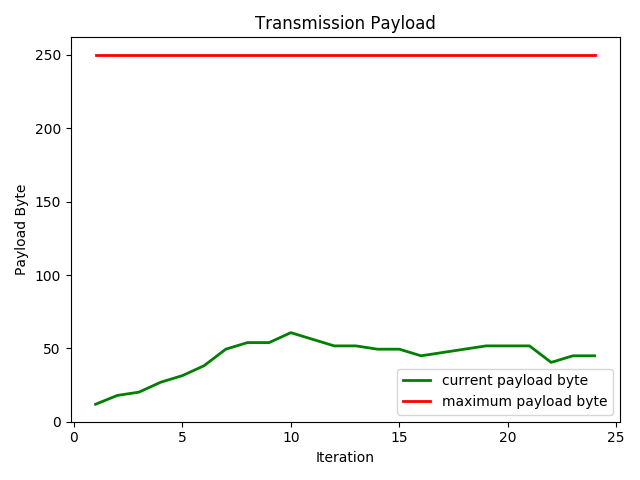 Transmission Payload
250
200
150
100
50
0
Payload Byte
0 5 10 15 20 25
Iteration
current payload byte
maximum payload byte